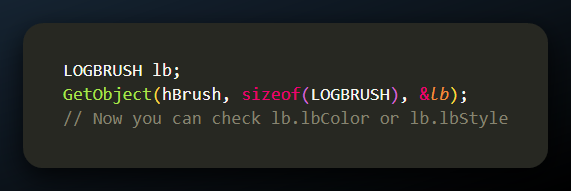 LOGBRUSH lb;
GetObject(hBrush, sizeof(LOGBRUSH), &lb);
// Now you can check lb.lbColor or lb.lbStyle